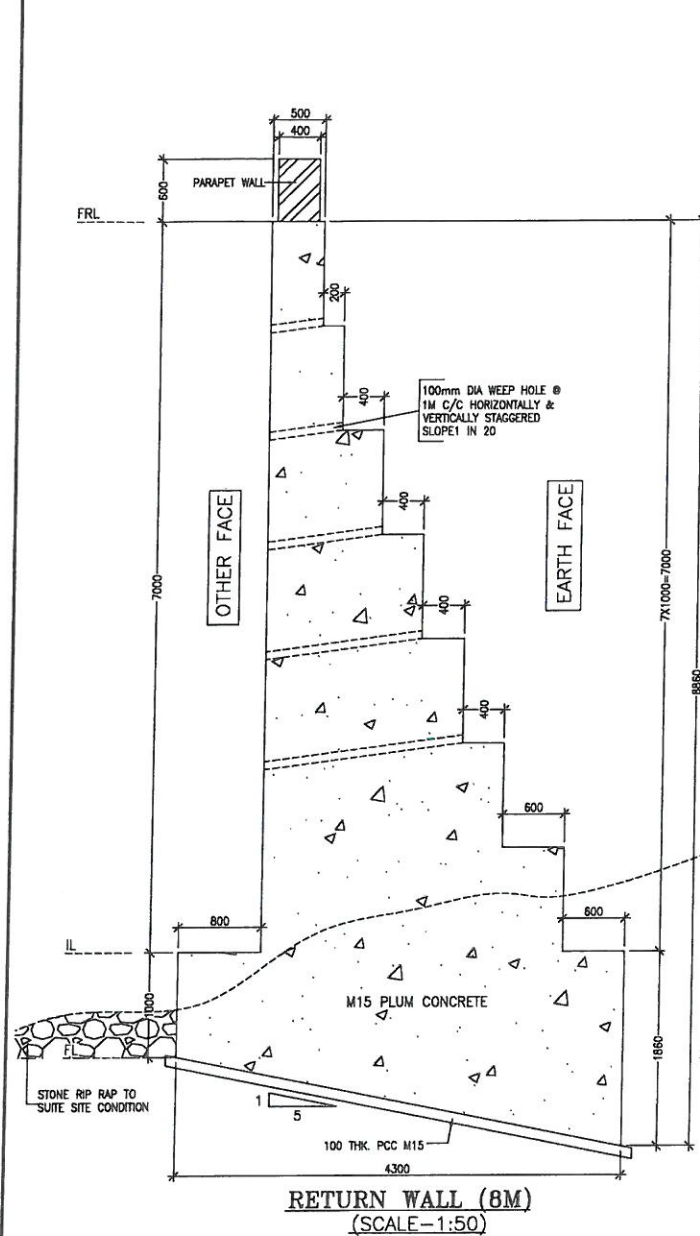 500
400
600
PARAPET WALL
FRL
200
400
100mm DIA WEEP HOLE @
1M C/C HORIZONTALLY &
VERTICALLY STAGGERED
SLOPE1 IN 20
400
OTHER FACE
EARTH FACE
7000
7X1000=7000
400
8860
400
600
800
600
IL
1000
M15 PLUM CONCRETE
FL
1860
STONE RIP RAP TO
SUITE SITE CONDITION
1
5
100 THK. PCC M15
4300
RETURN WALL (8M)
(SCALE-1:50)